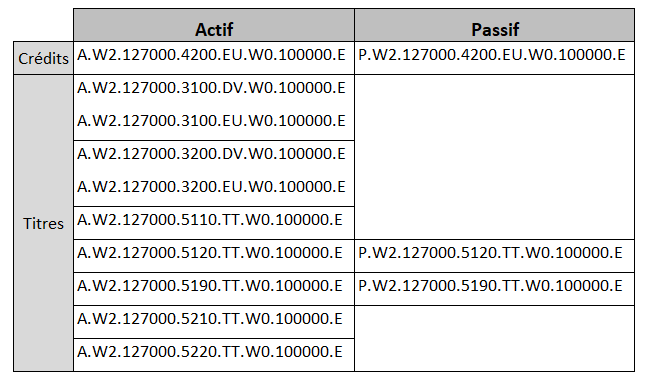 Actif Passif
Crédits A.W2.127000.4200.EU.W0.100000.E P.W2.127000.4200.EU.W0.100000.E
A.W2.127000.3100.DV.W0.100000.E
A.W2.127000.3100.EU.W0.100000.E
A.W2.127000.3200.DV.W0.100000.E
A.W2.127000.3200.EU.W0.100000.E
Titres A.W2.127000.5110.TT.W0.100000.E
A.W2.127000.5120.TT.W0.100000.E P.W2.127000.5120.TT.W0.100000.E
A.W2.127000.5190.TT.W0.100000.E P.W2.127000.5190.TT.W0.100000.E
A.W2.127000.5210.TT.W0.100000.E
A.W2.127000.5220.TT.W0.100000.E